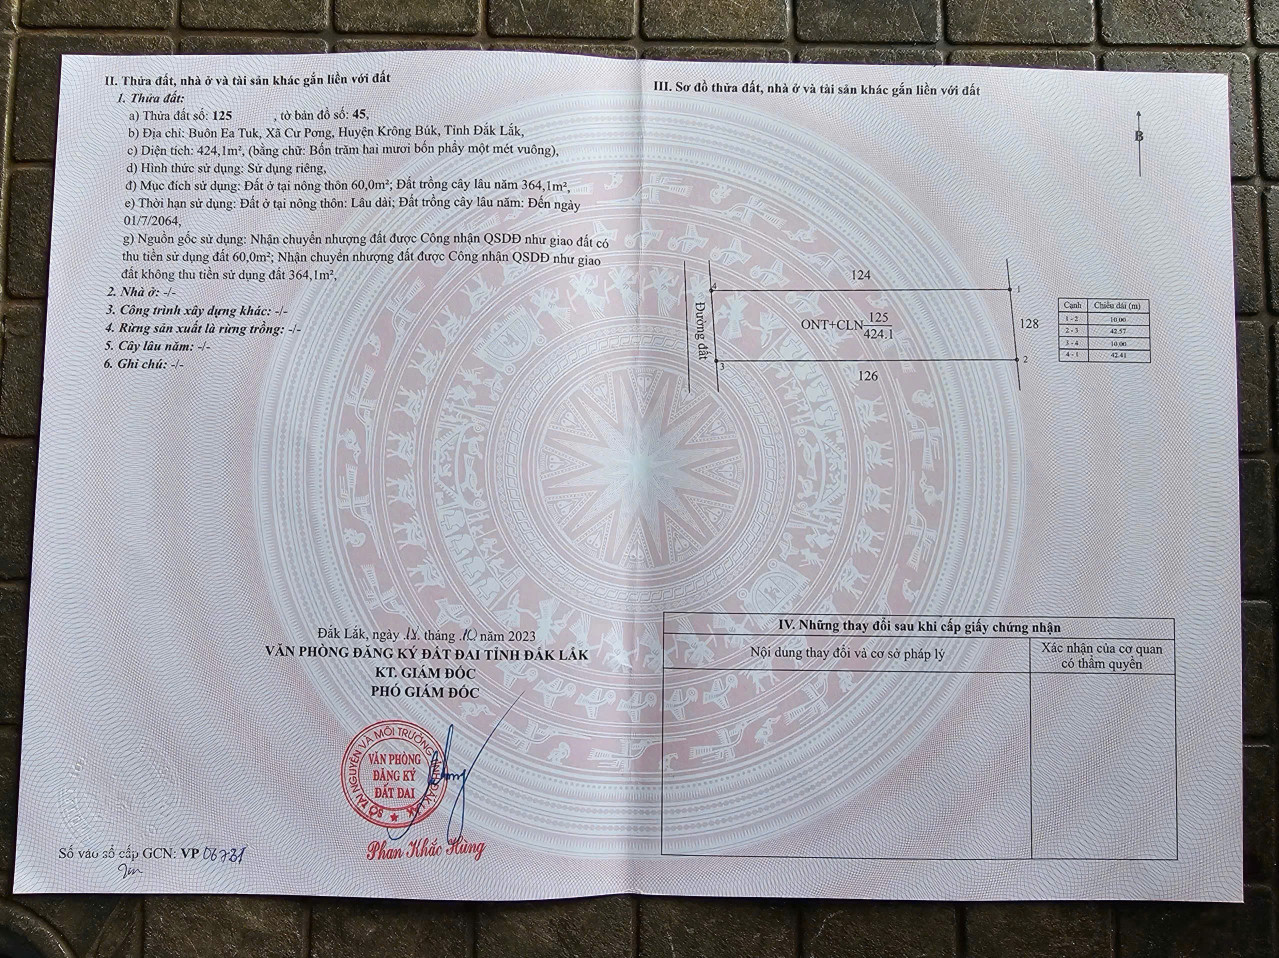 II. Thửa đất, nhà ở và tài sản khác gắn liền với đất
1. Thửa đất:
a) Thửa đất số: 125 , tờ bản đồ số: 45,
b) Địa chỉ: Buôn Ea Tuk, Xã Cư Pơng, Huyện Krông Búk, Tỉnh Đắk Lắk,
c) Diện tích: 424,1m², (bằng chữ: Bốn trăm hai mươi bốn phẩy một mét vuông),
d) Hình thức sử dụng: Sử dụng riêng,
đ) Mục đích sử dụng: Đất ở tại nông thôn 60,0m²; Đất trồng cây lâu năm 364,1m²,
e) Thời hạn sử dụng: Đất ở tại nông thôn: Lâu dài; Đất trồng cây lâu năm: Đến ngày
01/7/2064,
g) Nguồn gốc sử dụng: Nhận chuyển nhượng đất được Công nhận QSDĐ như giao đất có
thu tiền sử dụng đất 60,0m²; Nhận chuyển nhượng đất được Công nhận QSDĐ như giao
đất không thu tiền sử dụng đất 364,1m²,
2. Nhà ở: -/-
3. Công trình xây dựng khác: -/-
4. Rừng sản xuất là rừng trồng: -/-
5. Cây lâu năm: -/-
6. Ghi chú: -/-
Đắk Lắk, ngày 18 tháng 10 năm 2023
VĂN PHÒNG ĐĂNG KÝ ĐẤT ĐAI TỈNH ĐẮK LẮK
KT. GIÁM ĐỐC
PHÓ GIÁM ĐỐC
SỞ TÀI NGUYÊN VÀ MÔI TRƯỜNG TỈNH ĐẮK LẮK
VĂN PHÒNG
ĐĂNG KÝ
ĐẤT ĐAI
Phan Khắc Hùng
Số vào sổ cấp GCN: VP 06731
III. Sơ đồ thửa đất, nhà ở và tài sản khác gắn liền với đất
B
124
4
1
Đường đất
ONT+CLN
125
424.1
128
3
2
126
Cạnh Chiều dài (m)
1 - 2 10.00
2 - 3 42.57
3 - 4 10.00
4 - 1 42.41
IV. Những thay đổi sau khi cấp giấy chứng nhận
Nội dung thay đổi và cơ sở pháp lý
Xác nhận của cơ quan
có thẩm quyền